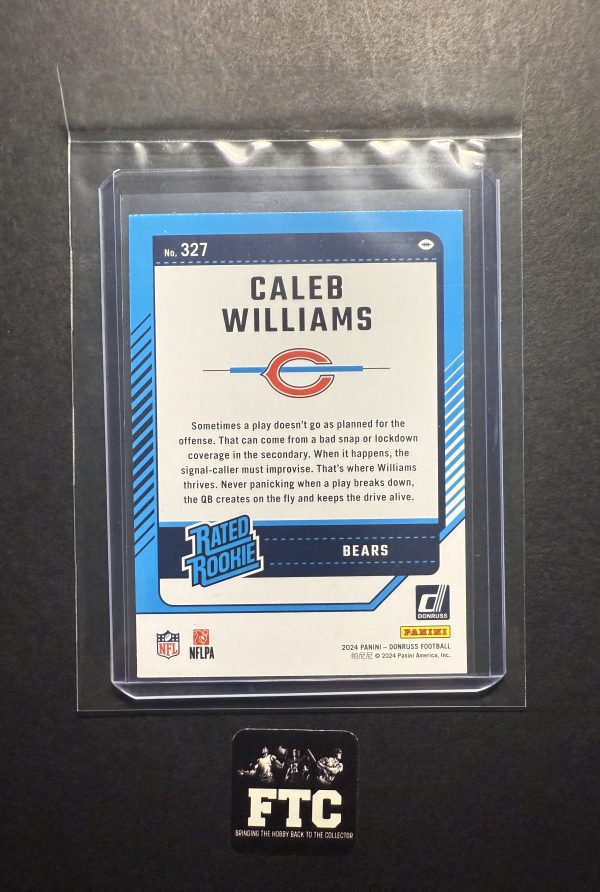 No. 327
CALEB
WILLIAMS
Sometimes a play doesn't go as planned for the
offense. That can come from a bad snap or lockdown
coverage in the secondary. When it happens, the
signal-caller must improvise. That's where Williams
thrives. Never panicking when a play breaks down,
the QB creates on the fly and keeps the drive alive.
RATED
ROOKIE
BEARS
DONRUSS
PANINI
NFL
NFLPA
2024 PANINI – DONRUSS FOOTBALL
帕尼尼 © 2024 Panini America, Inc.
FTC
BRINGING THE HOBBY BACK TO THE COLLECTOR